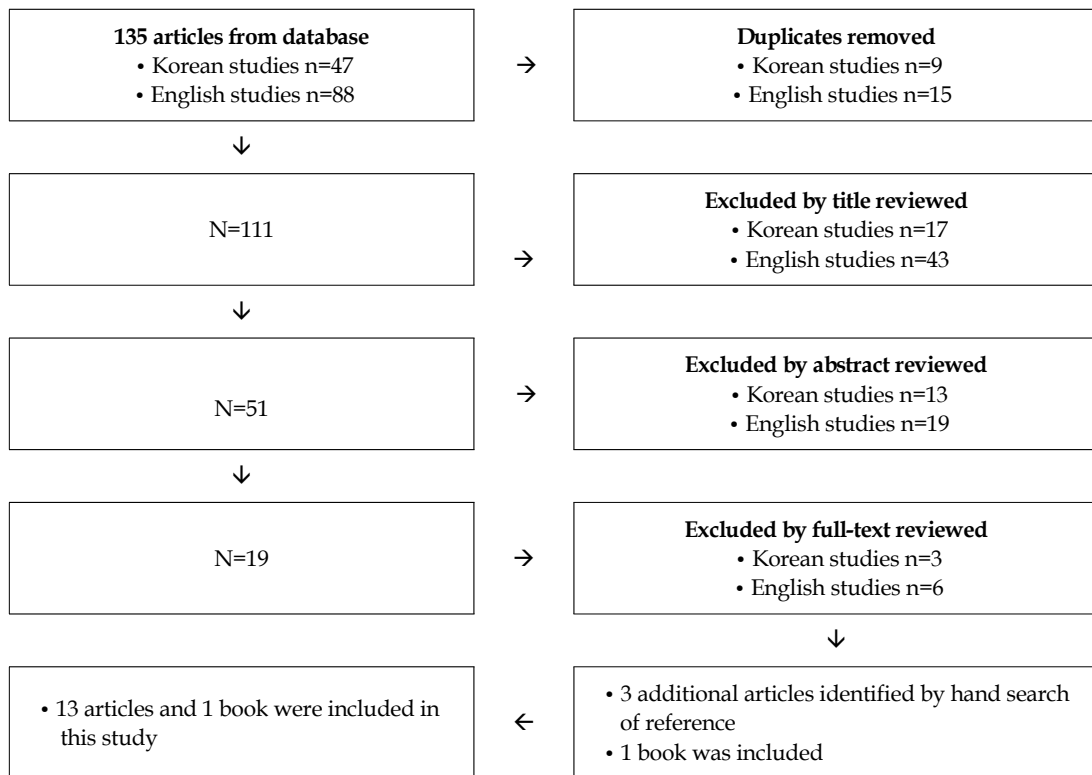 135 articles from database
• Korean studies n=47
• English studies n=88
→
Duplicates removed
• Korean studies n=9
• English studies n=15
↓
N=111
→
Excluded by title reviewed
• Korean studies n=17
• English studies n=43
↓
N=51
→
Excluded by abstract reviewed
• Korean studies n=13
• English studies n=19
↓
N=19
→
Excluded by full-text reviewed
• Korean studies n=3
• English studies n=6
↓
• 3 additional articles identified by hand search
of reference
• 1 book was included
←
• 13 articles and 1 book were included in
this study